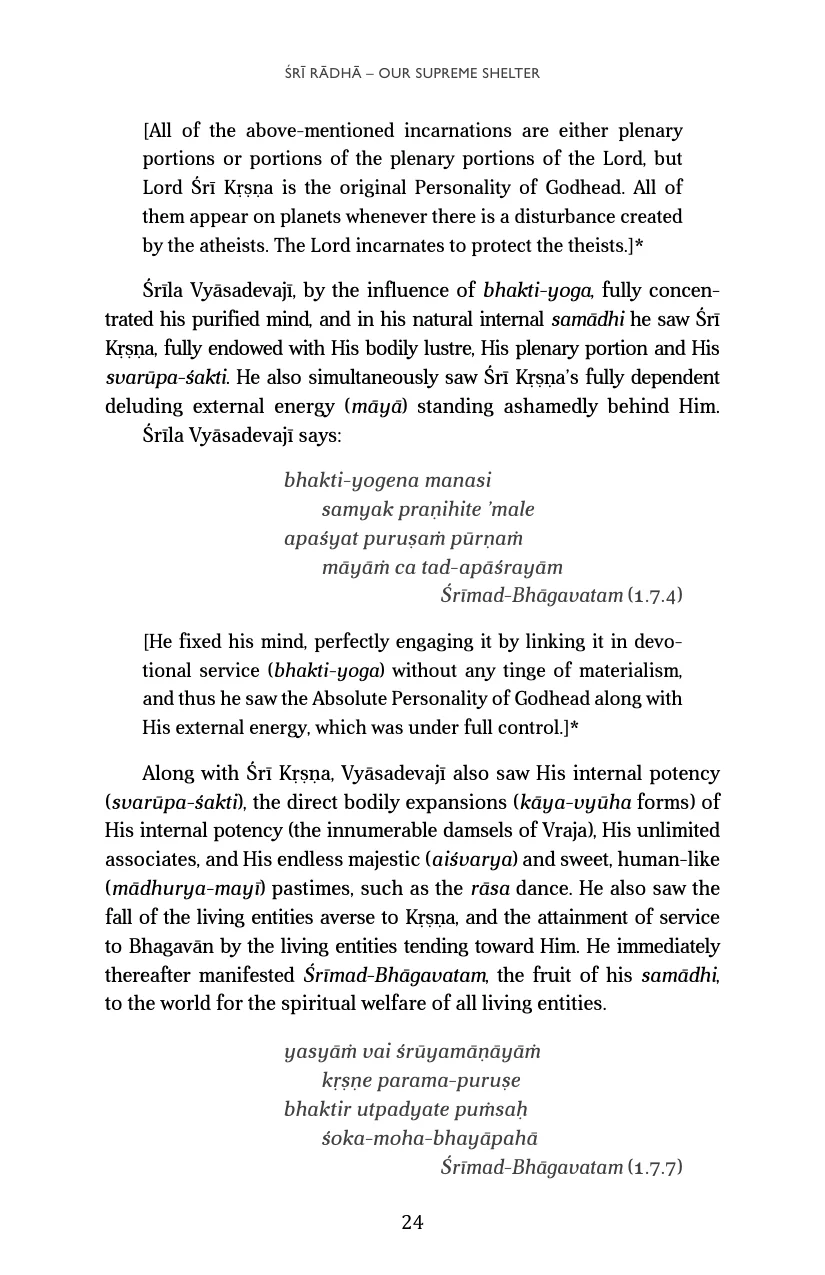 ŚRĪ RĀDHĀ – OUR SUPREME SHELTER
[All of the above-mentioned incarnations are either plenary
portions or portions of the plenary portions of the Lord, but
Lord Śrī Kṛṣṇa is the original Personality of Godhead. All of
them appear on planets whenever there is a disturbance created
by the atheists. The Lord incarnates to protect the theists.]*
Śrīla Vyāsadevajī, by the influence of bhakti-yoga, fully concen-
trated his purified mind, and in his natural internal samādhi he saw Śrī
Kṛṣṇa, fully endowed with His bodily lustre, His plenary portion and His
svarūpa-śakti. He also simultaneously saw Śrī Kṛṣṇa’s fully dependent
deluding external energy (māyā) standing ashamedly behind Him.
Śrīla Vyāsadevajī says:
bhakti-yogena manasi
samyak praṇihite ’male
apaśyat puruṣaṁ pūrṇaṁ
māyāṁ ca tad-apāśrayām
Śrīmad-Bhāgavatam (1.7.4)
[He fixed his mind, perfectly engaging it by linking it in devo-
tional service (bhakti-yoga) without any tinge of materialism,
and thus he saw the Absolute Personality of Godhead along with
His external energy, which was under full control.]*
Along with Śrī Kṛṣṇa, Vyāsadevajī also saw His internal potency
(svarūpa-śakti), the direct bodily expansions (kāya-vyūha forms) of
His internal potency (the innumerable damsels of Vraja), His unlimited
associates, and His endless majestic (aiśvarya) and sweet, human-like
(mādhurya-mayī) pastimes, such as the rāsa dance. He also saw the
fall of the living entities averse to Kṛṣṇa, and the attainment of service
to Bhagavān by the living entities tending toward Him. He immediately
thereafter manifested Śrīmad-Bhāgavatam, the fruit of his samādhi,
to the world for the spiritual welfare of all living entities.
yasyāṁ vai śrūyamāṇāyāṁ
kṛṣṇe parama-puruṣe
bhaktir utpadyate puṁsaḥ
śoka-moha-bhayāpahā
Śrīmad-Bhāgavatam (1.7.7)
24